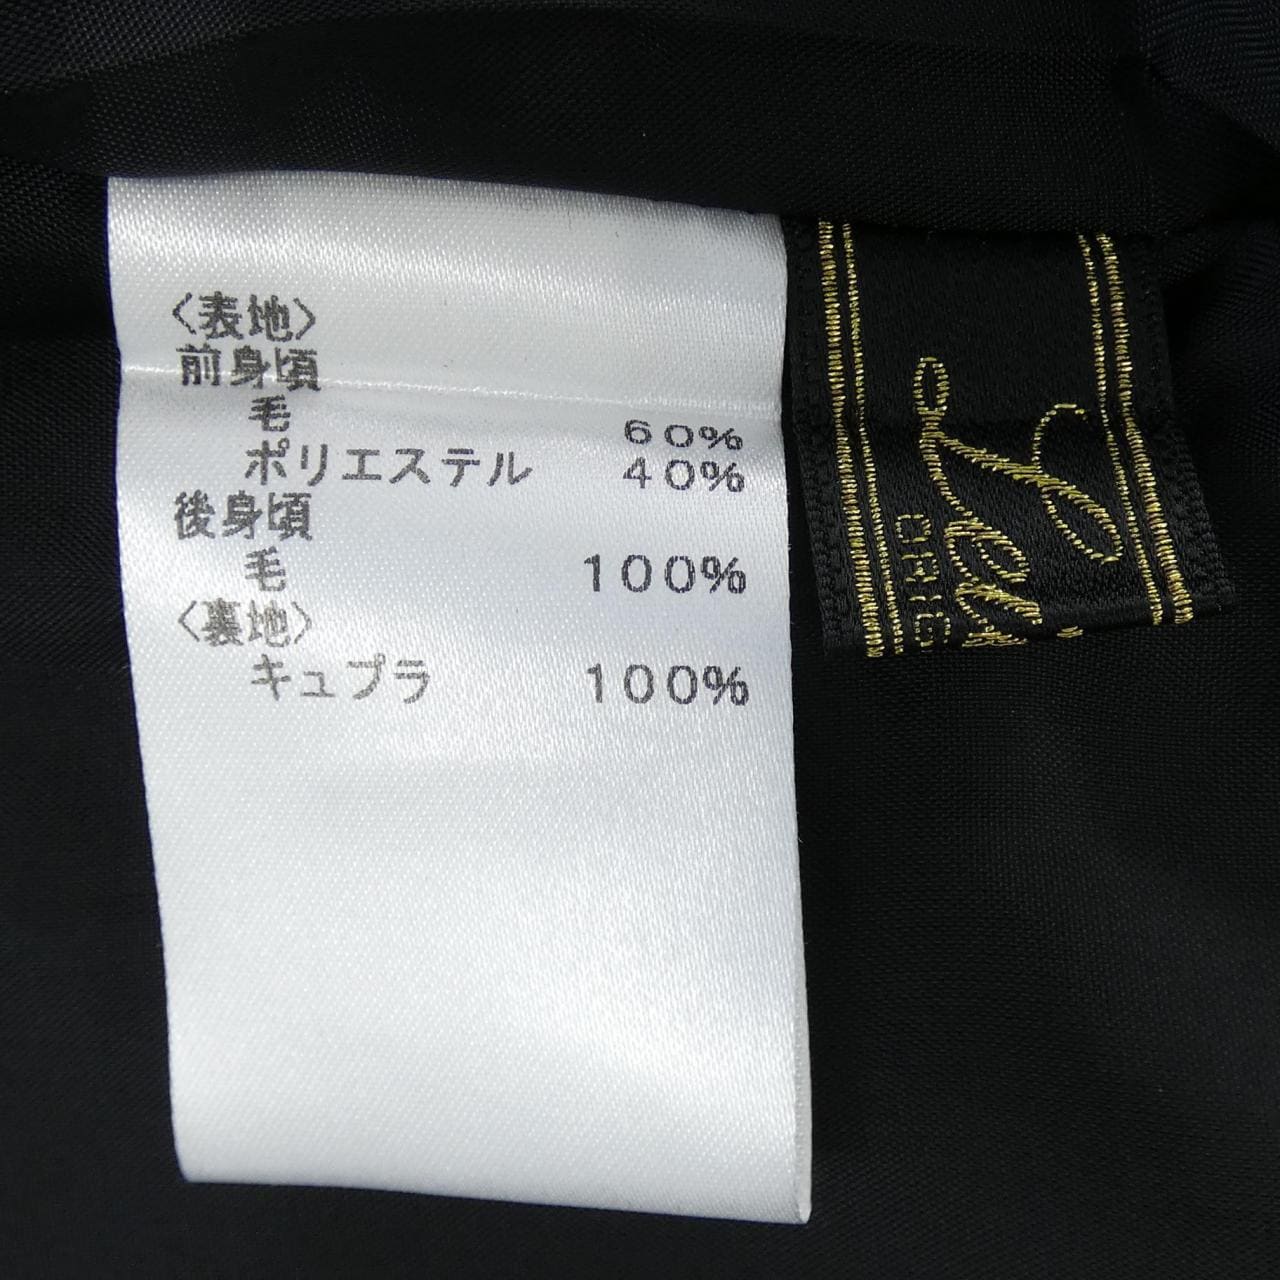 〈表地〉
前身頃
毛 60%
ポリエステル 40%
後身頃
毛 100%
〈裏地〉
キュプラ 100%